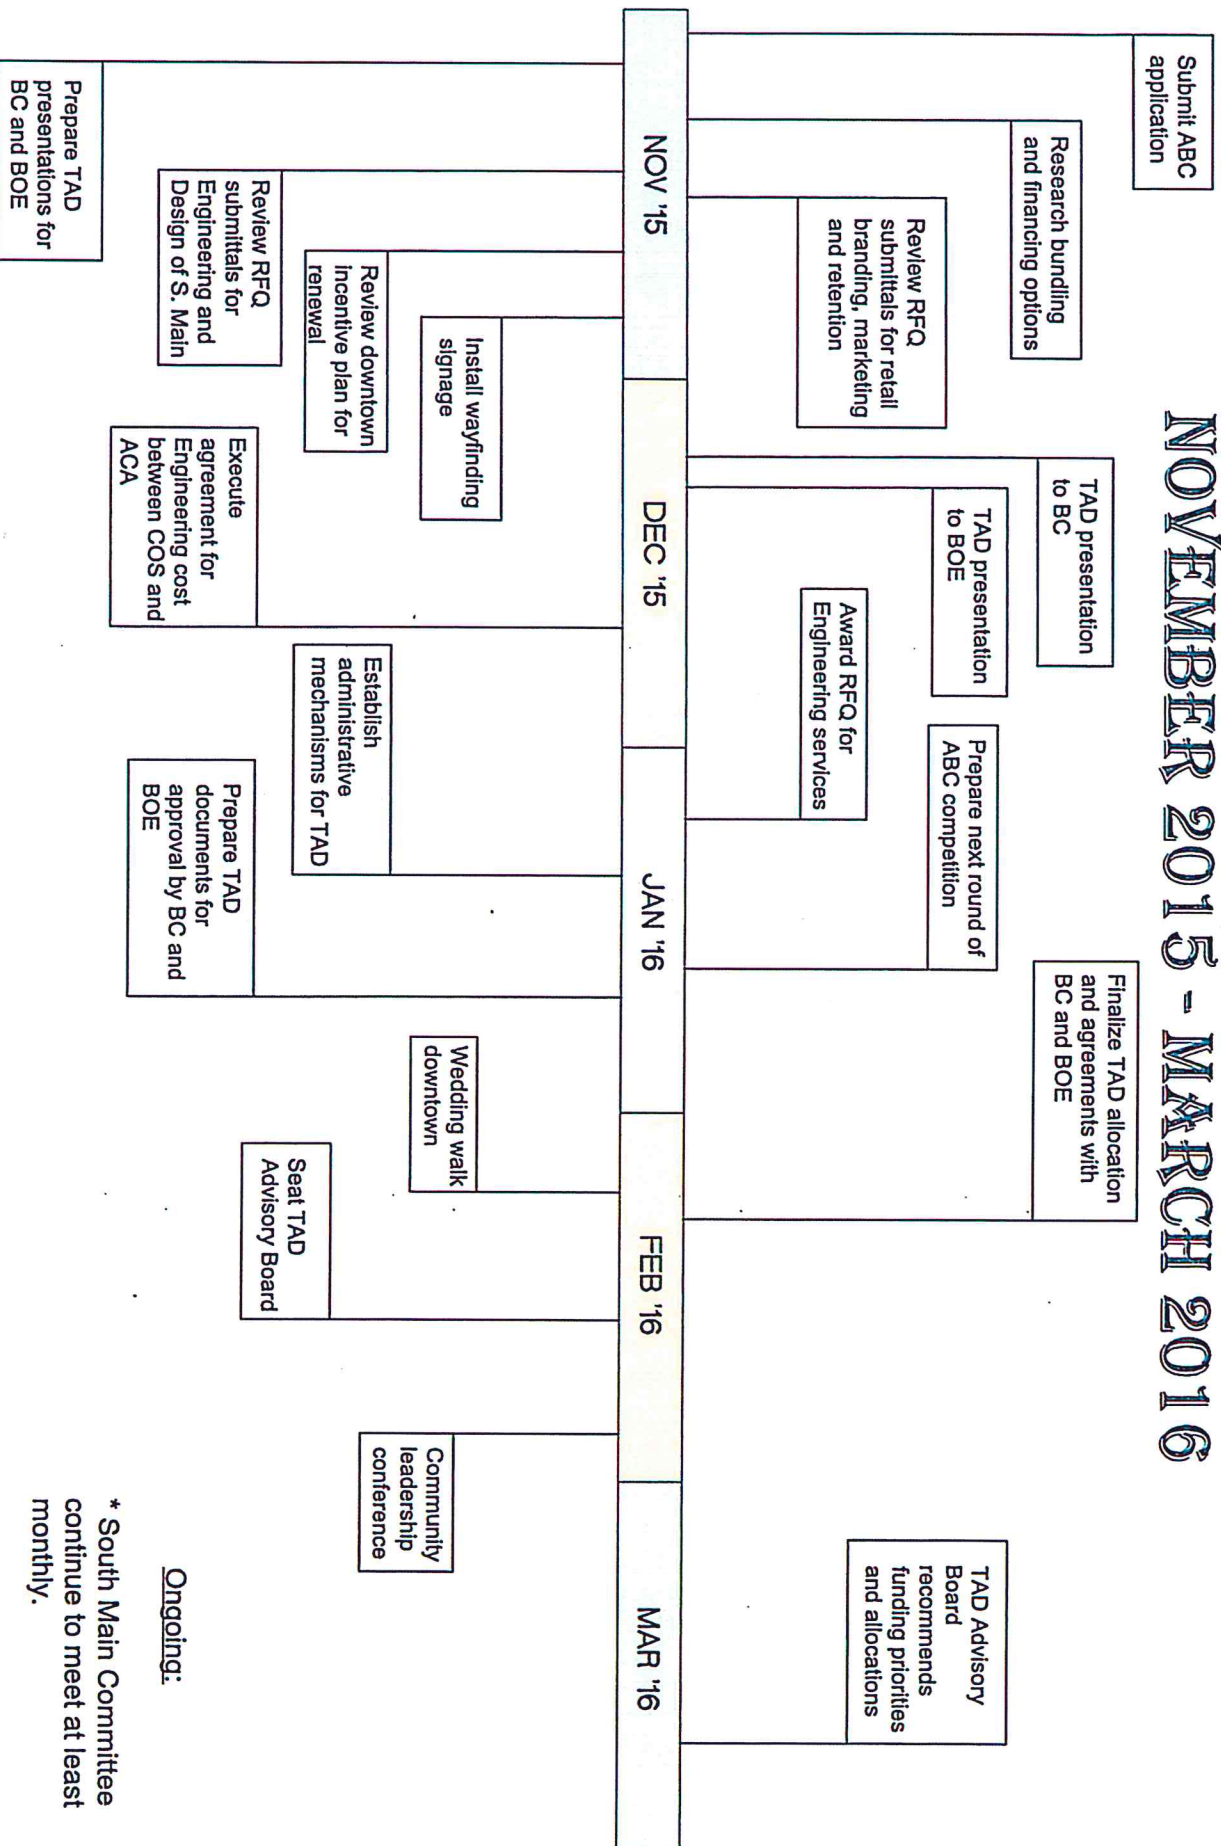 NOVEMBER 2015 - MARCH 2016
Submit ABC
application
Research bundling
and financing options
Review RFQ
submittals for retail
branding, marketing
and retention
TAD presentation
to BC
TAD presentation
to BOE
Award RFQ for
Engineering services
Prepare next round of
ABC competition
Finalize TAD allocation
and agreements with
BC and BOE
TAD Advisory
Board
recommends
funding priorities
and allocations
NOV '15
DEC '15
JAN '16
FEB '16
MAR '16
Install wayfinding
signage
Review downtown
incentive plan for
renewal
Review RFQ
submittals for
Engineering and
Design of S. Main
Prepare TAD
presentations for
BC and BOE
Execute
agreement for
Engineering cost
between COS and
ACA
Establish
administrative
mechanisms for TAD
Prepare TAD
documents for
approval by BC and
BOE
Wedding walk
downtown
Seat TAD
Advisory Board
Community
leadership
conference
Ongoing:
* South Main Committee
continue to meet at least
monthly.